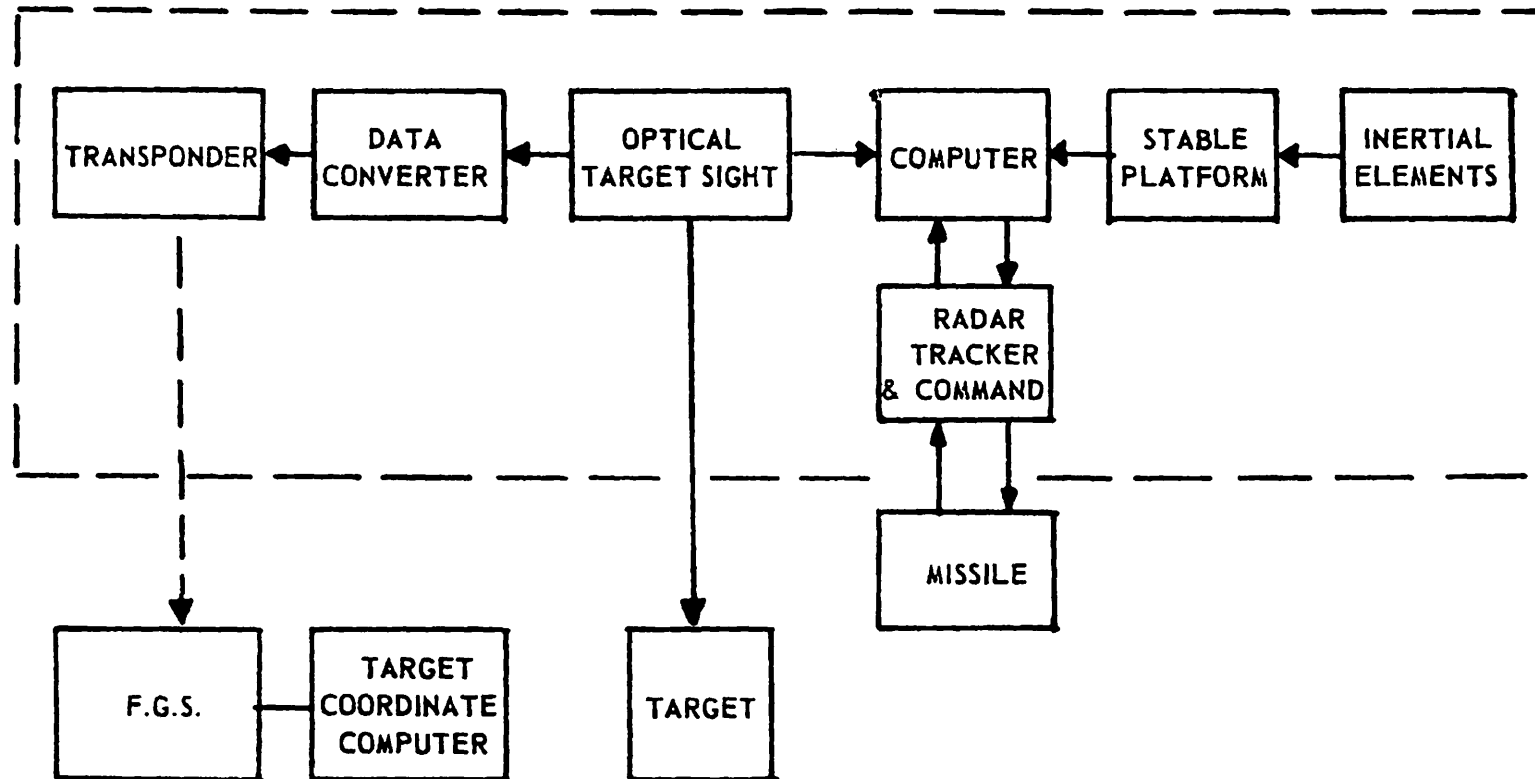 TRANSPONDER
DATA
CONVERTER
OPTICAL
TARGET SIGHT
COMPUTER
STABLE
PLATFORM
INERTIAL
ELEMENTS
RADAR
TRACKER
& COMMAND
MISSILE
F.G.S.
TARGET
COORDINATE
COMPUTER
TARGET